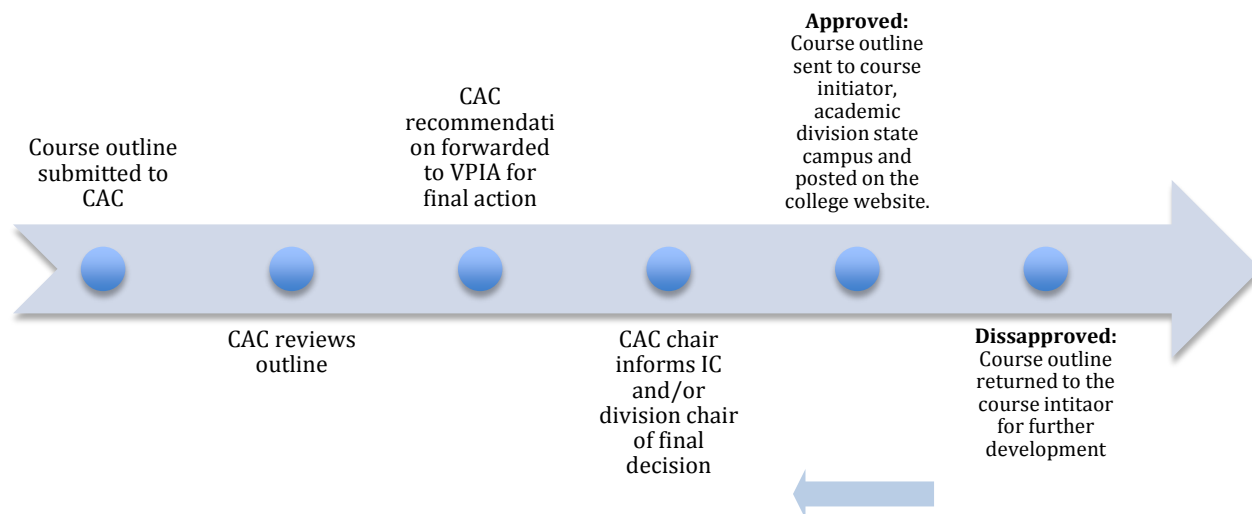 Course outline
submitted to
CAC
CAC reviews
outline
CAC
recommendati
on forwarded
to VPIA for
final action
CAC chair
informs IC
and/or
division chair
of final
decision
Approved:
Course outline
sent to course
initiator,
academic
division state
campus and
posted on the
college website.
Dissapproved:
Course outline
returned to the
course intitaor
for further
development